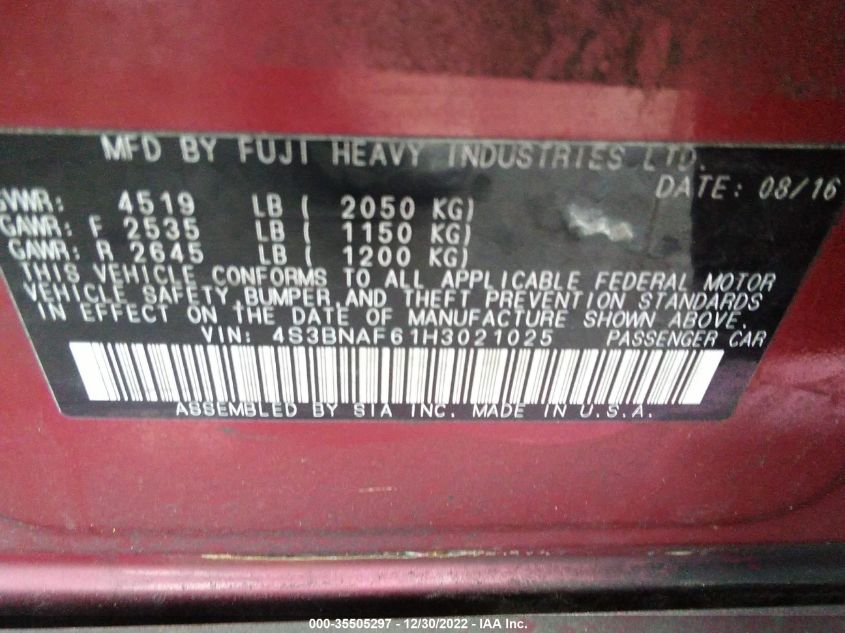 MFD BY FUJI HEAVY INDUSTRIES LTD.
DATE: 08/16
GVWR: 4519 LB ( 2050 KG)
GAWR: F 2535 LB ( 1150 KG)
GAWR: R 2645 LB ( 1200 KG)
THIS VEHICLE CONFORMS TO ALL APPLICABLE FEDERAL MOTOR
VEHICLE SAFETY, BUMPER, AND THEFT PREVENTION STANDARDS
IN EFFECT ON THE DATE OF MANUFACTURE SHOWN ABOVE.
VIN: 4S3BNAF61H3021025 PASSENGER CAR
ASSEMBLED BY SIA INC. MADE IN U.S.A.
000-35505297 - 12/30/2022 - IAA Inc.